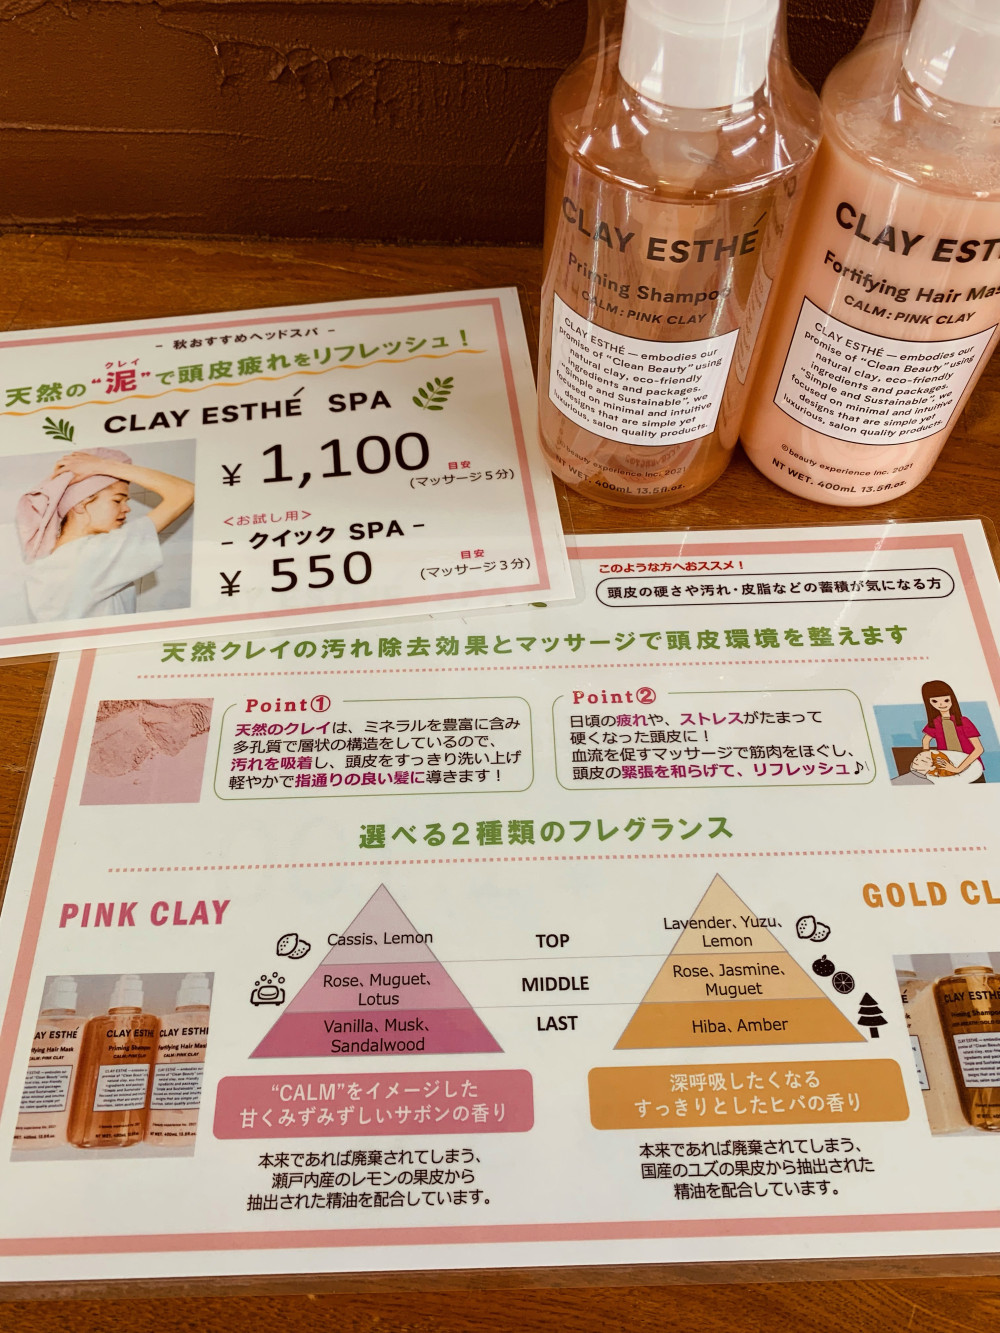 - 秋おすすめヘッドスパ -
クレイ
天然の“泥”で頭皮疲れをリフレッシュ！
CLAY ESTHÉ SPA
¥ 1,100
目安
(マッサージ５分)
<お試し用>
- クイック SPA -
¥ 550
目安
(マッサージ３分)
CLAY ESTHÉ
Priming Shampoo
CALM : PINK CLAY
CLAY ESTHÉ — embodies our
promise of “Clean Beauty” using
natural clay, eco-friendly
ingredients and packages.
“Simple and Sustainable”, we
focused on minimal and intuitive
designs that are simple yet
luxurious, salon quality products.
©beauty experience Inc. 2021
NT WET. 400mL 13.5fl.oz.
CLAY EST
Fortifying Hair Mas
CALM : PINK CLAY
CLAY ESTHÉ — embodies our
promise of “Clean Beauty” using
natural clay, eco-friendly
ingredients and packages.
“Simple and Sustainable”, we
focused on minimal and intuitive
designs that are simple yet
luxurious, salon quality products.
©beauty experience Inc. 2021
NT WET. 400mL 13.5fl.oz.
このような方へおススメ！
頭皮の硬さや汚れ・皮脂などの蓄積が気になる方
天然クレイの汚れ除去効果とマッサージで頭皮環境を整えます
Point①
天然のクレイは、ミネラルを豊富に含み
多孔質で層状の構造をしているので、
汚れを吸着し、頭皮をすっきり洗い上げ
軽やかで指通りの良い髪に導きます！
Point②
日頃の疲れや、ストレスがたまって
硬くなった頭皮に！
血流を促すマッサージで筋肉をほぐし、
頭皮の緊張を和らげて、リフレッシュ♪
選べる２種類のフレグランス
PINK CLAY
Cassis、Lemon
Rose、Muguet、
Lotus
Vanilla、Musk、
Sandalwood
TOP
MIDDLE
LAST
GOLD CL
Lavender、Yuzu、
Lemon
Rose、Jasmine、
Muguet
Hiba、Amber
“CALM”をイメージした
甘くみずみずしいサボンの香り
本来であれば廃棄されてしまう、
瀬戸内産のレモンの果皮から
抽出された精油を配合しています。
深呼吸したくなる
すっきりとしたヒバの香り
本来であれば廃棄されてしまう、
国産のユズの果皮から抽出された
精油を配合しています。
AY ESTHÉ
CLAY ESTH
CLAY ESTH
CLAY ESTH